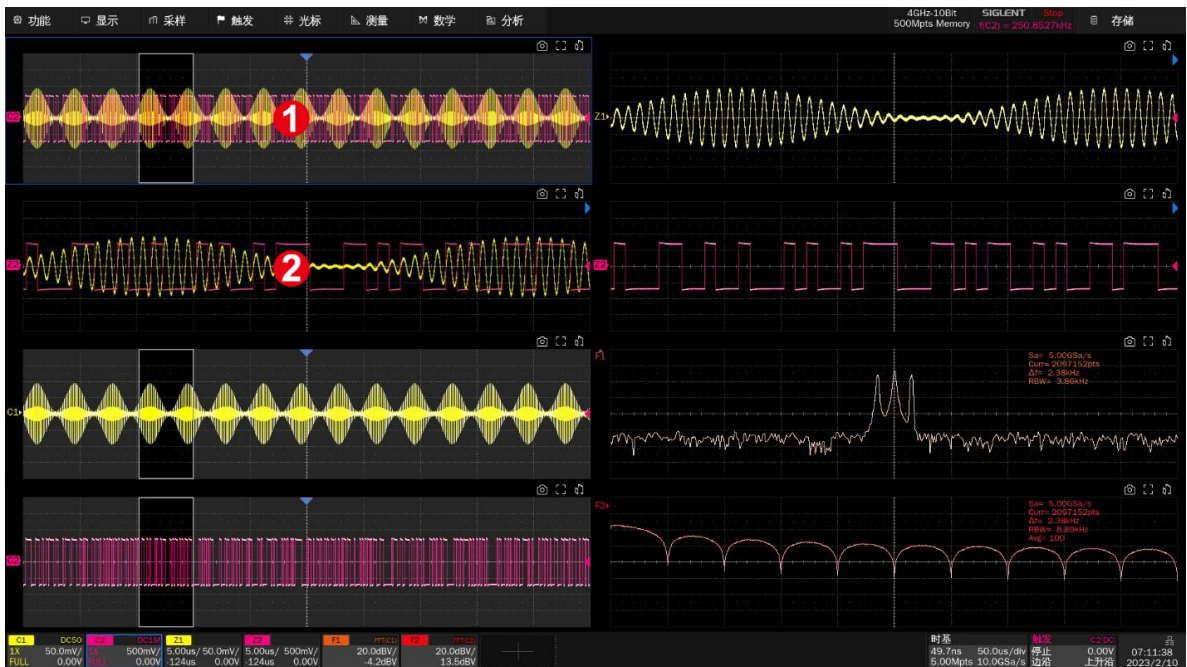 功能 显示 采样 触发 光标 测量 数学 分析
4GHz-10Bit SIGLENT Stop
500Mpts Memory f(C2) = 250.8527kHz
存储
C2
1
Z1
Z2
2
Z2
C1
F1
Sa= 5.00GSa/s
Curr= 2097152pts
Δf= 2.38kHz
RBW= 3.86kHz
C2
F2
Sa= 5.00GSa/s
Curr= 2097152pts
Δf= 2.38kHz
RBW= 8.89kHz
Avg= 100
C1 DC50
1X 50.0mV/
FULL 0.00V
C2 DC1M
1X 500mV/
FULL 0.00V
Z1
5.00us/ 50.0mV/
-124us 0.00V
Z2
5.00us/ 500mV/
-124us 0.00V
F1 FFT(C1)
20.0dBV/
-4.2dBV
F2 FFT(C2)
20.0dBV/
13.5dBV
时基
49.7ns 50.0us/div
5.00Mpts 10.0GSa/s
触发 C2 DC
停止 0.00V
边沿 上升沿
07:11:38
2023/2/10